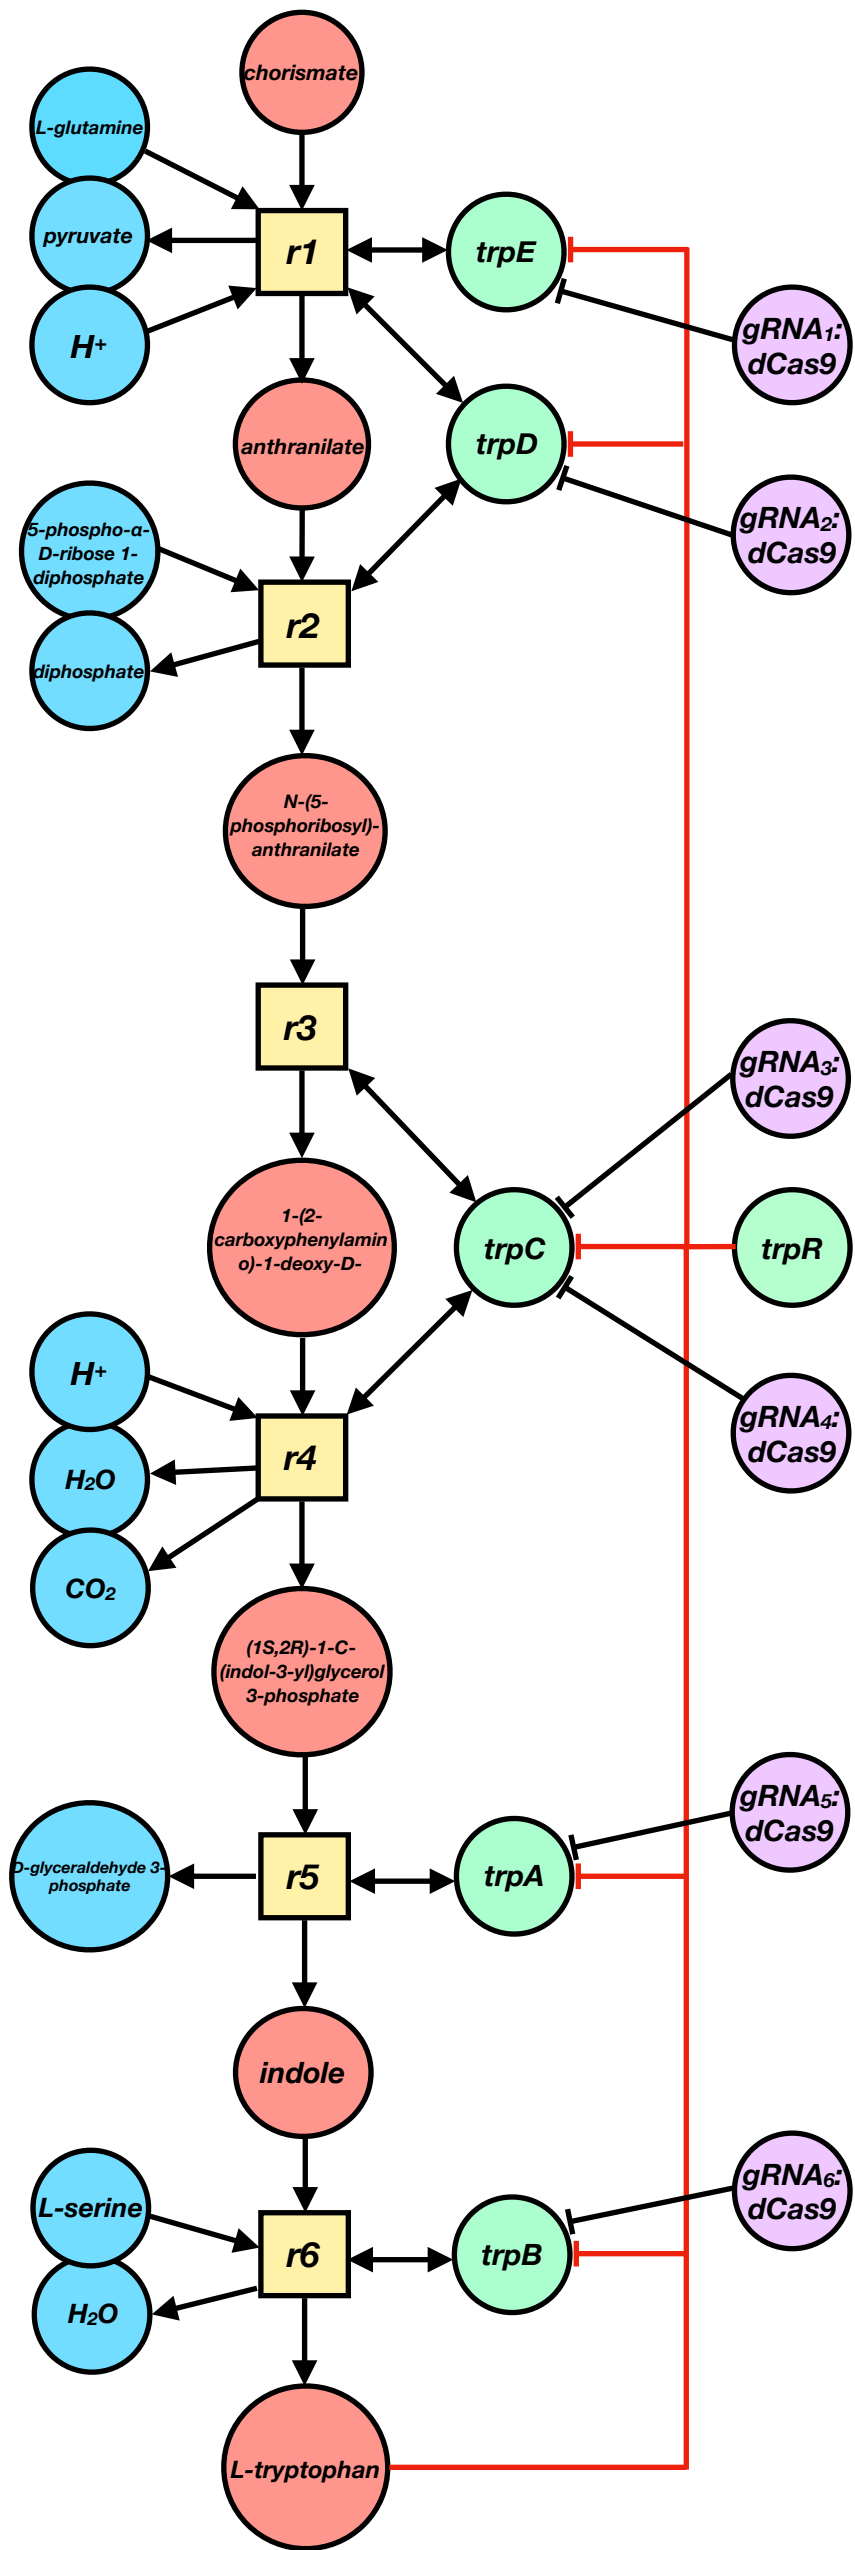 chorismate
L-glutamine
pyruvate
H+
r1
trpE
gRNA1:
dCas9
anthranilate
trpD
gRNA2:
dCas9
5-phospho-α-
D-ribose 1-
diphosphate
diphosphate
r2
N-(5-
phosphoribosyl)-
anthranilate
r3
gRNA3:
dCas9
1-(2-
carboxyphenylamin
o)-1-deoxy-D-
trpC
trpR
H+
H2O
CO2
r4
gRNA4:
dCas9
(1S,2R)-1-C-
(indol-3-yl)glycerol
3-phosphate
D-glyceraldehyde 3-
phosphate
r5
trpA
gRNA5:
dCas9
indole
L-serine
H2O
r6
trpB
gRNA6:
dCas9
L-tryptophan